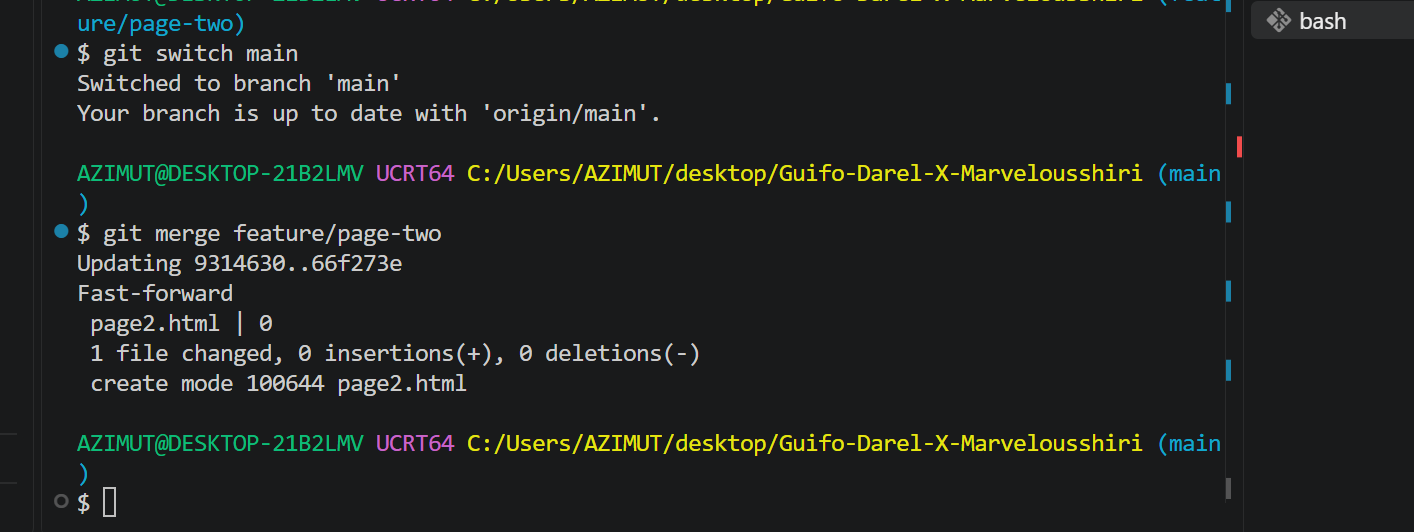 ure/page-two)
$ git switch main
Switched to branch 'main'
Your branch is up to date with 'origin/main'.
AZIMUT@DESKTOP-21B2LMV UCRT64 C:/Users/AZIMUT/desktop/Guifo-Darel-X-Marvelousshiri (main
)
$ git merge feature/page-two
Updating 9314630..66f273e
Fast-forward
page2.html | 0
1 file changed, 0 insertions(+), 0 deletions(-)
create mode 100644 page2.html
AZIMUT@DESKTOP-21B2LMV UCRT64 C:/Users/AZIMUT/desktop/Guifo-Darel-X-Marvelousshiri (main
)
$
bash